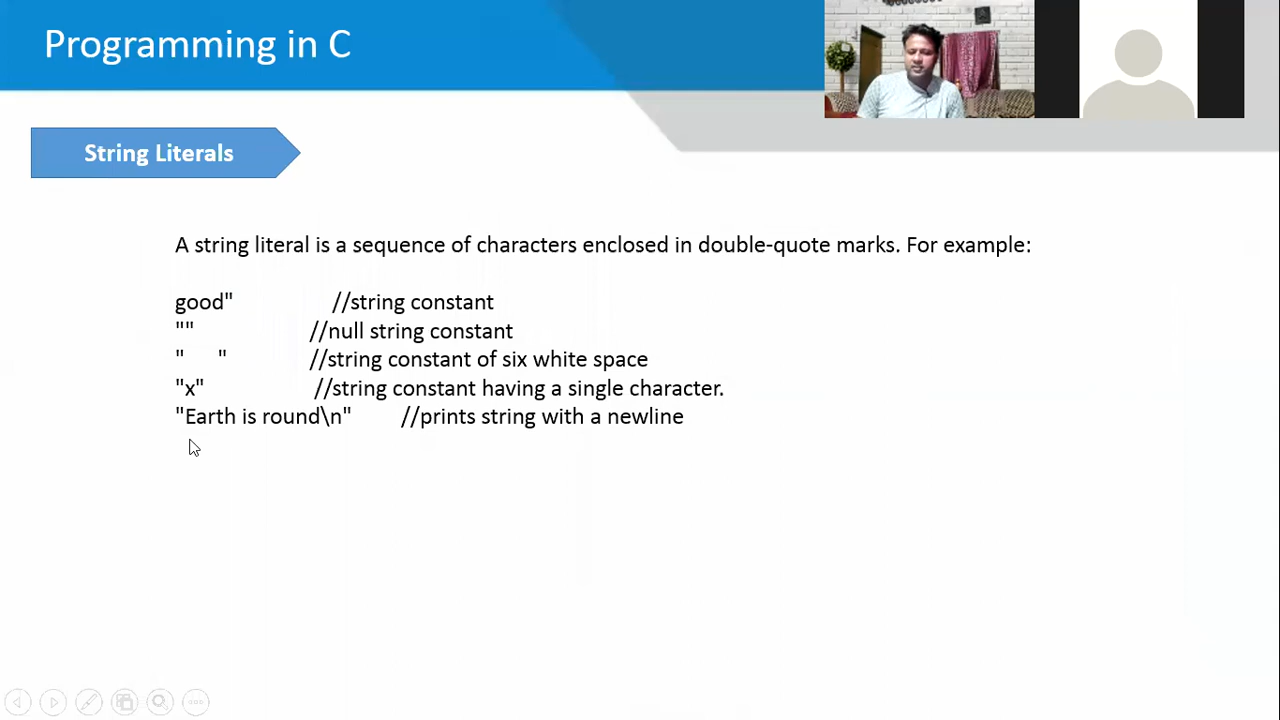 Programming in C
String Literals
A string literal is a sequence of characters enclosed in double-quote marks. For example:
good" //string constant
"" //null string constant
"      " //string constant of six white space
"x" //string constant having a single character.
"Earth is round\n" //prints string with a newline